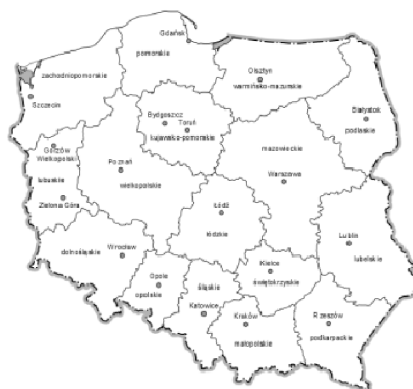 Gdańsk
pomorskie
zachodniopomorskie
Szczecin
Olsztyn
warmińsko-mazurskie
Białystok
podlaskie
Bydgoszcz
Toruń
kujawsko-pomorskie
Gorzów
Wielkopolski
lubuskie
Zielona Góra
Poznań
wielkopolskie
mazowieckie
Warszawa
Łódź
łódzkie
Lublin
lubelskie
dolnośląskie
Wrocław
Opole
opolskie
śląskie
Katowice
Kielce
świętokrzyskie
Kraków
małopolskie
Rzeszów
podkarpackie